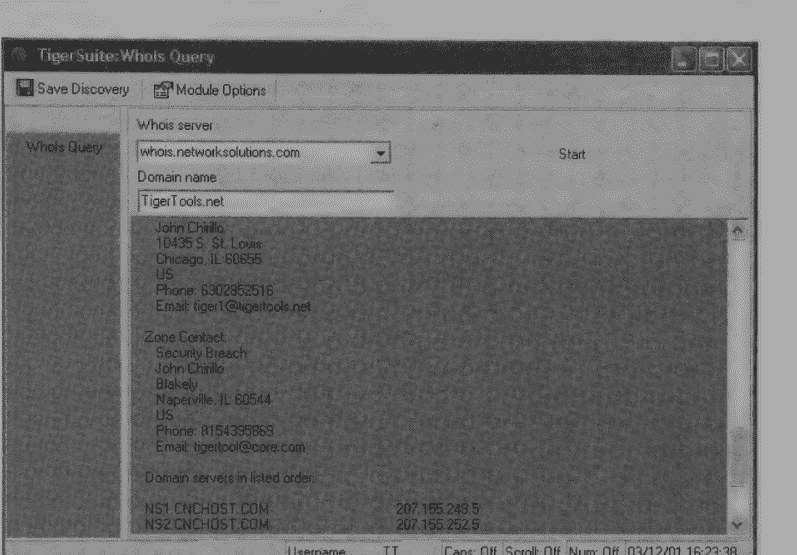 TigerSuite: WhoIs Query
Save Discovery Module Options
Whois server
WhoIs Query
whois.networksolutions.com
Start
Domain name
TigerTools.net
John Chirillo
10435 S. St. Louis
Chicago, IL 60655
US
Phone: 6302852516
Email: tiger1@tigertools.net
Zone Contact:
Security Breach
John Chirillo
Blakely
Naperville, IL 60544
US
Phone: 8154395869
Email: tigertool@core.com
Domain servers in listed order:
NS1.CNCHOST.COM 207.155.248.5
NS2.CNCHOST.COM 207.155.252.5
Username TT Caps: Off Scroll: Off Num: Off 03/12/01 16:23:38